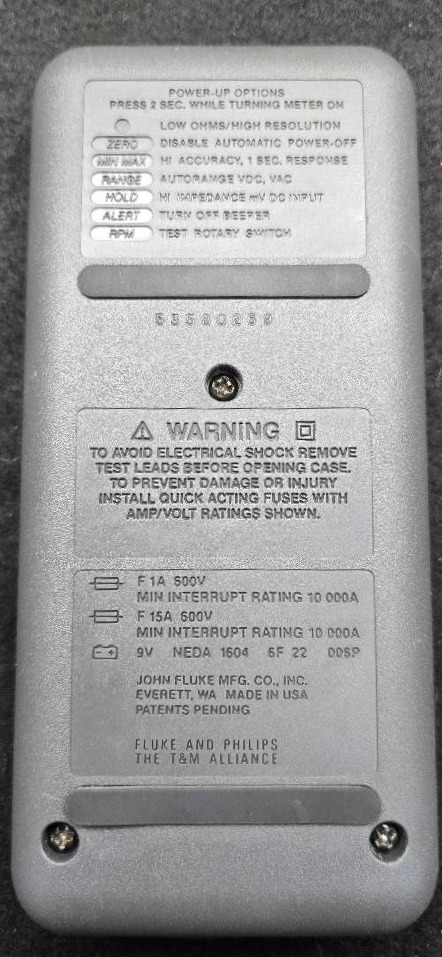 POWER-UP OPTIONS
PRESS 2 SEC. WHILE TURNING METER ON
LOW OHMS/HIGH RESOLUTION
ZERO DISABLE AUTOMATIC POWER-OFF
MIN MAX HI ACCURACY, 1 SEC. RESPONSE
RANGE AUTORANGE VDC, VAC
HOLD HI IMPEDANCE mV DC INPUT
ALERT TURN OFF BEEPER
RPM TEST ROTARY SWITCH
⚠ WARNING
TO AVOID ELECTRICAL SHOCK REMOVE
TEST LEADS BEFORE OPENING CASE.
TO PREVENT DAMAGE OR INJURY
INSTALL QUICK ACTING FUSES WITH
AMP/VOLT RATINGS SHOWN.
F 1A 600V
MIN INTERRUPT RATING 10 000A
F 15A 600V
MIN INTERRUPT RATING 10 000A
9V NEDA 1604 6F 22 00SP
JOHN FLUKE MFG. CO., INC.
EVERETT, WA MADE IN USA
PATENTS PENDING
FLUKE AND PHILIPS
THE T&M ALLIANCE